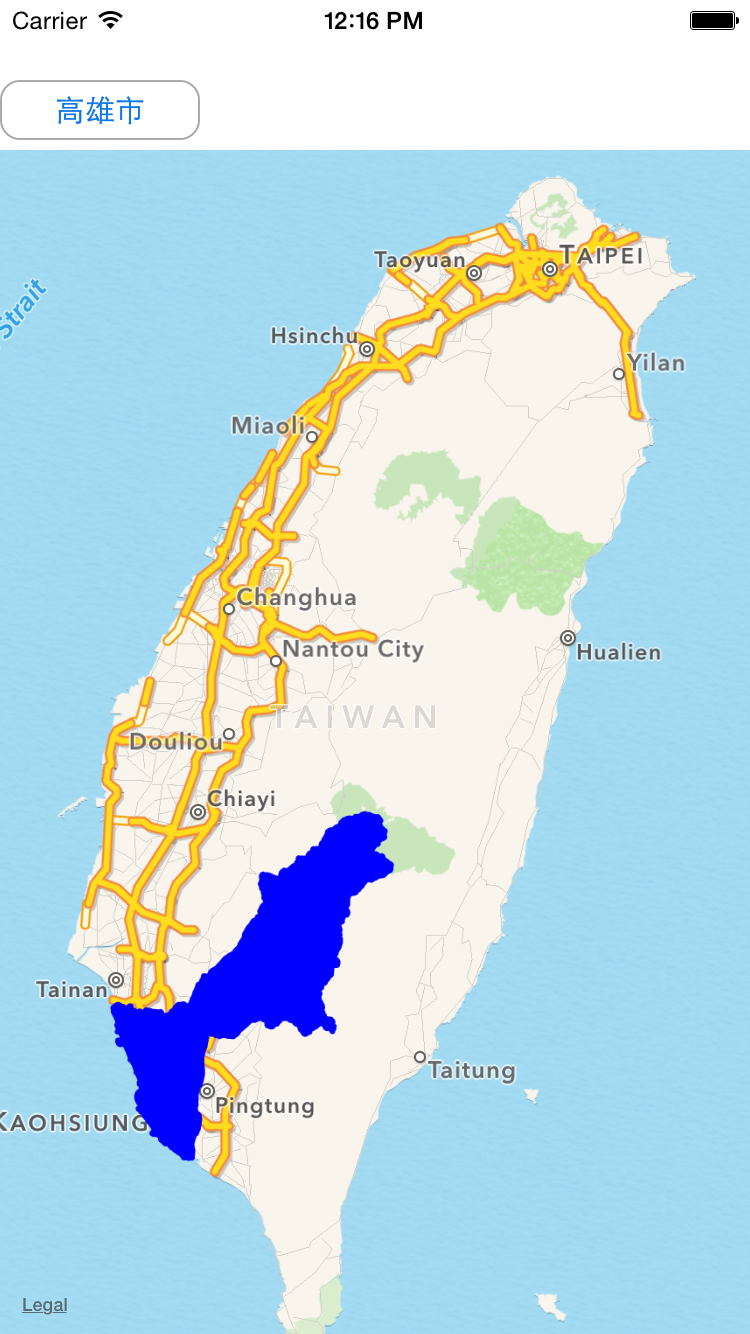 Carrier 12:16 PM
高雄市
Strait
Taoyuan
TAIPEI
Hsinchu
Yilan
Miaoli
Changhua
Nantou City
Hualien
TAIWAN
Douliou
Chiayi
Tainan
Taitung
Pingtung
KAOHSIUNG
Legal